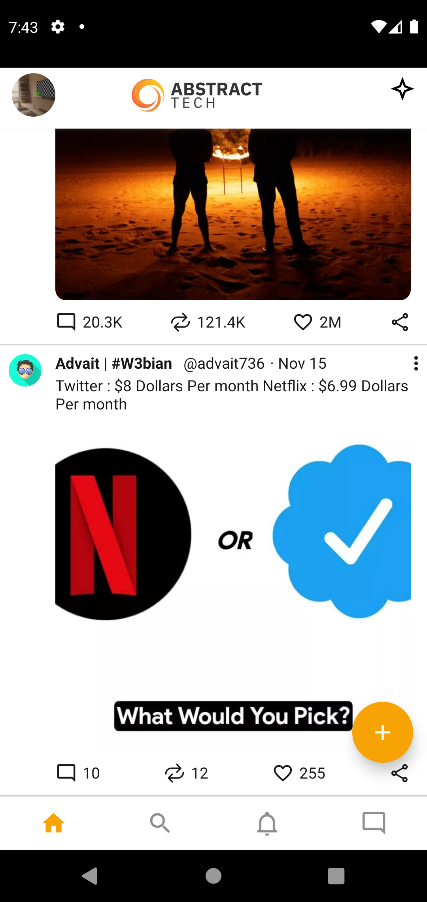 7:43
ABSTRACT
TECH
20.3K 121.4K 2M
Advait | #W3bian @advait736 · Nov 15
Twitter : $8 Dollars Per month Netflix : $6.99 Dollars
Per month
N OR
What Would You Pick?
+
10 12 255